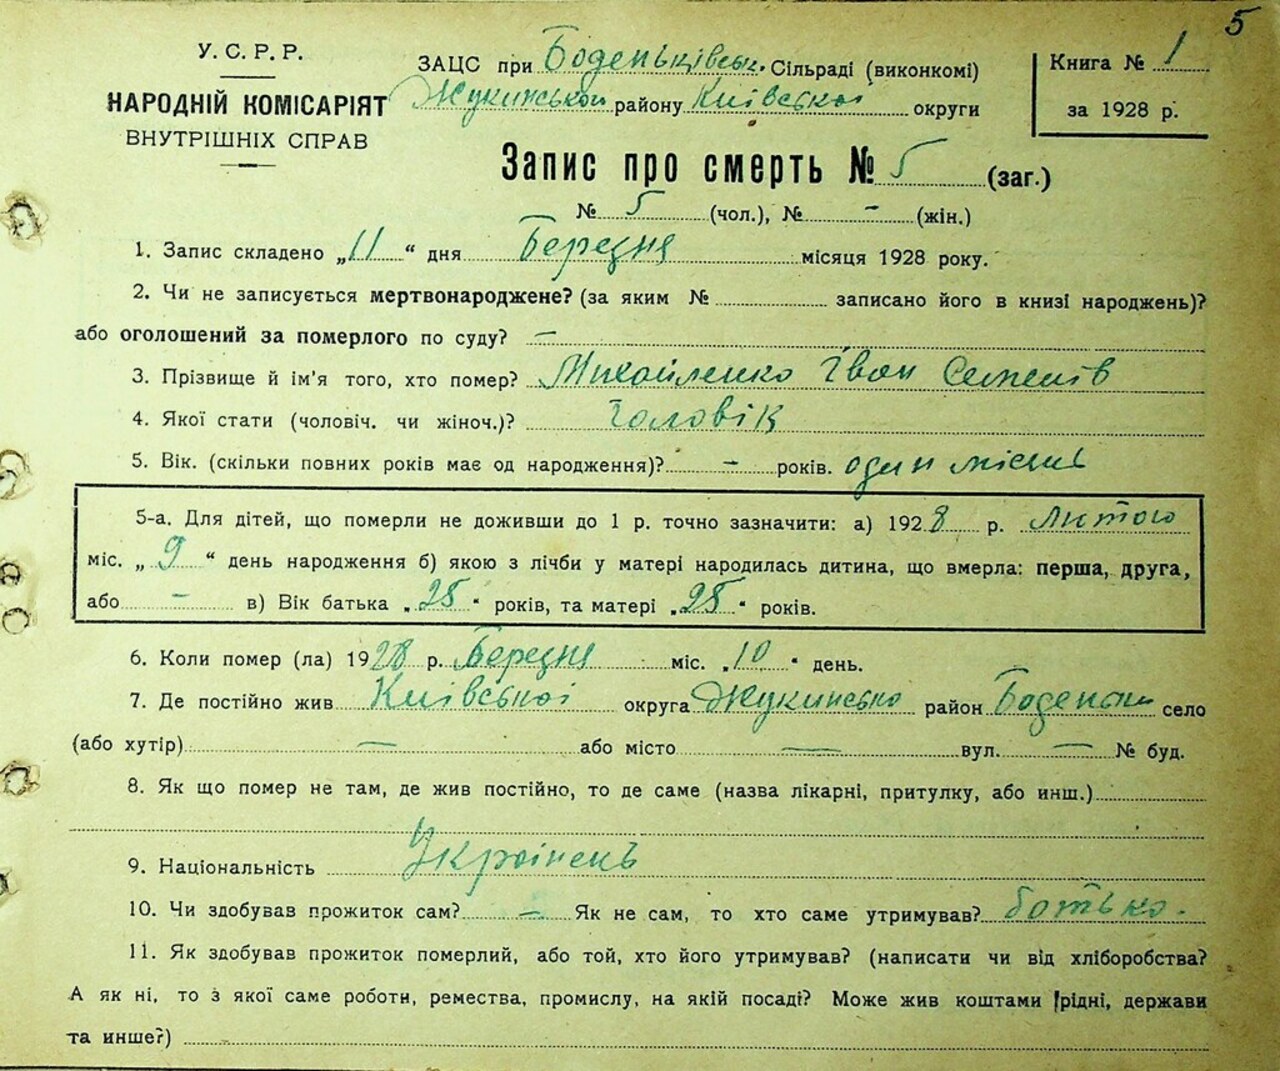 5
У. С. Р. Р.
НАРОДНІЙ КОМІСАРІЯТ
ВНУТРІШНІХ СПРАВ
ЗАЦС при Боденьківськ. Сільраді (виконкомі)
Жукинськой району Київської округи
Книга № 1
за 1928 р.
Запис про смерть № 5 (заг.)
№ 5 (чол.), № - (жін.)
1. Запис складено „11“ дня Березня місяця 1928 року.
2. Чи не записується мертвонароджене? (за яким № записано його в книзі народжень)?
або оголошений за померлого по суду? —
3. Прізвище й ім'я того, хто помер? Михайленко Іван Семенів
4. Якої стати (чоловіч. чи жіноч.)? Чоловік
5. Вік. (скільки повних років має од народження)? - років. один місяць
5-а. Для дітей, що померли не доживши до 1 р. точно зазначити: а) 1928 р. Лютого
міс. „9“ день народження б) якою з лічби у матері народилась дитина, що вмерла: перша, друга,
або - в) Вік батька „28“ років, та матері „28“ років.
6. Коли помер (ла) 1928 р. Березня міс. „10“ день.
7. Де постійно жив Київської округа Жукинсько район Боденьки село
(або хутір) — або місто — вул. — № буд.
8. Як що помер не там, де жив постійно, то де саме (назва лікарні, притулку, або инш.)
9. Національність Украінець
10. Чи здобував прожиток сам? — Як не сам, то хто саме утримував? батько.
11. Як здобував прожиток померлий, або той, хто його утримував? (написати чи від хліборобства?
А як ні, то з якої саме роботи, ремества, промислу, на якій посаді? Може жив коштами рідні, держави
та инше?)